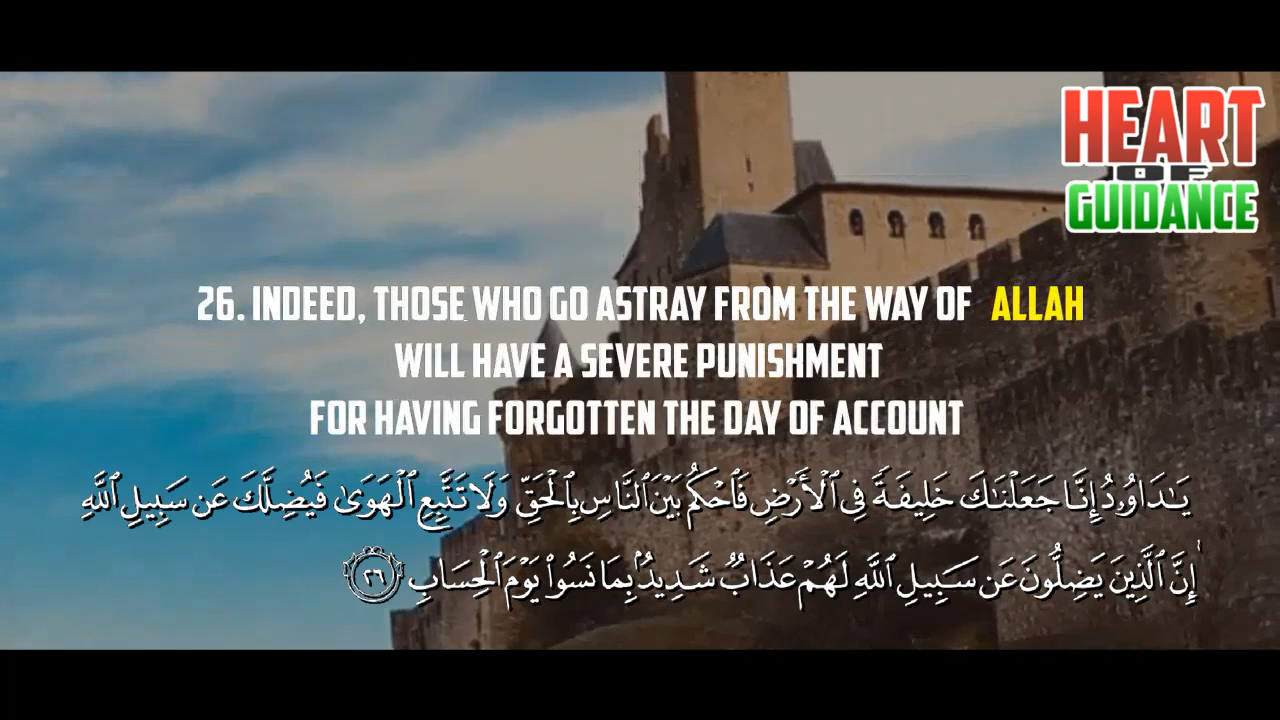 HEART
OF
GUIDANCE
26. INDEED, THOSE WHO GO ASTRAY FROM THE WAY OF ALLAH
WILL HAVE A SEVERE PUNISHMENT
FOR HAVING FORGOTTEN THE DAY OF ACCOUNT
يَـٰدَاوُۥدُ إِنَّا جَعَلْنَـٰكَ خَلِيفَةً فِى ٱلْأَرْضِ فَٱحْكُم بَيْنَ ٱلنَّاسِ بِٱلْحَقِّ وَلَا تَتَّبِعِ ٱلْهَوَىٰ فَيُضِلَّكَ عَن سَبِيلِ ٱللَّهِ
إِنَّ ٱلَّذِينَ يَضِلُّونَ عَن سَبِيلِ ٱللَّهِ لَهُمْ عَذَابٌ شَدِيدٌۢ بِمَا نَسُوا۟ يَوْمَ ٱلْحِسَابِ ٢٦